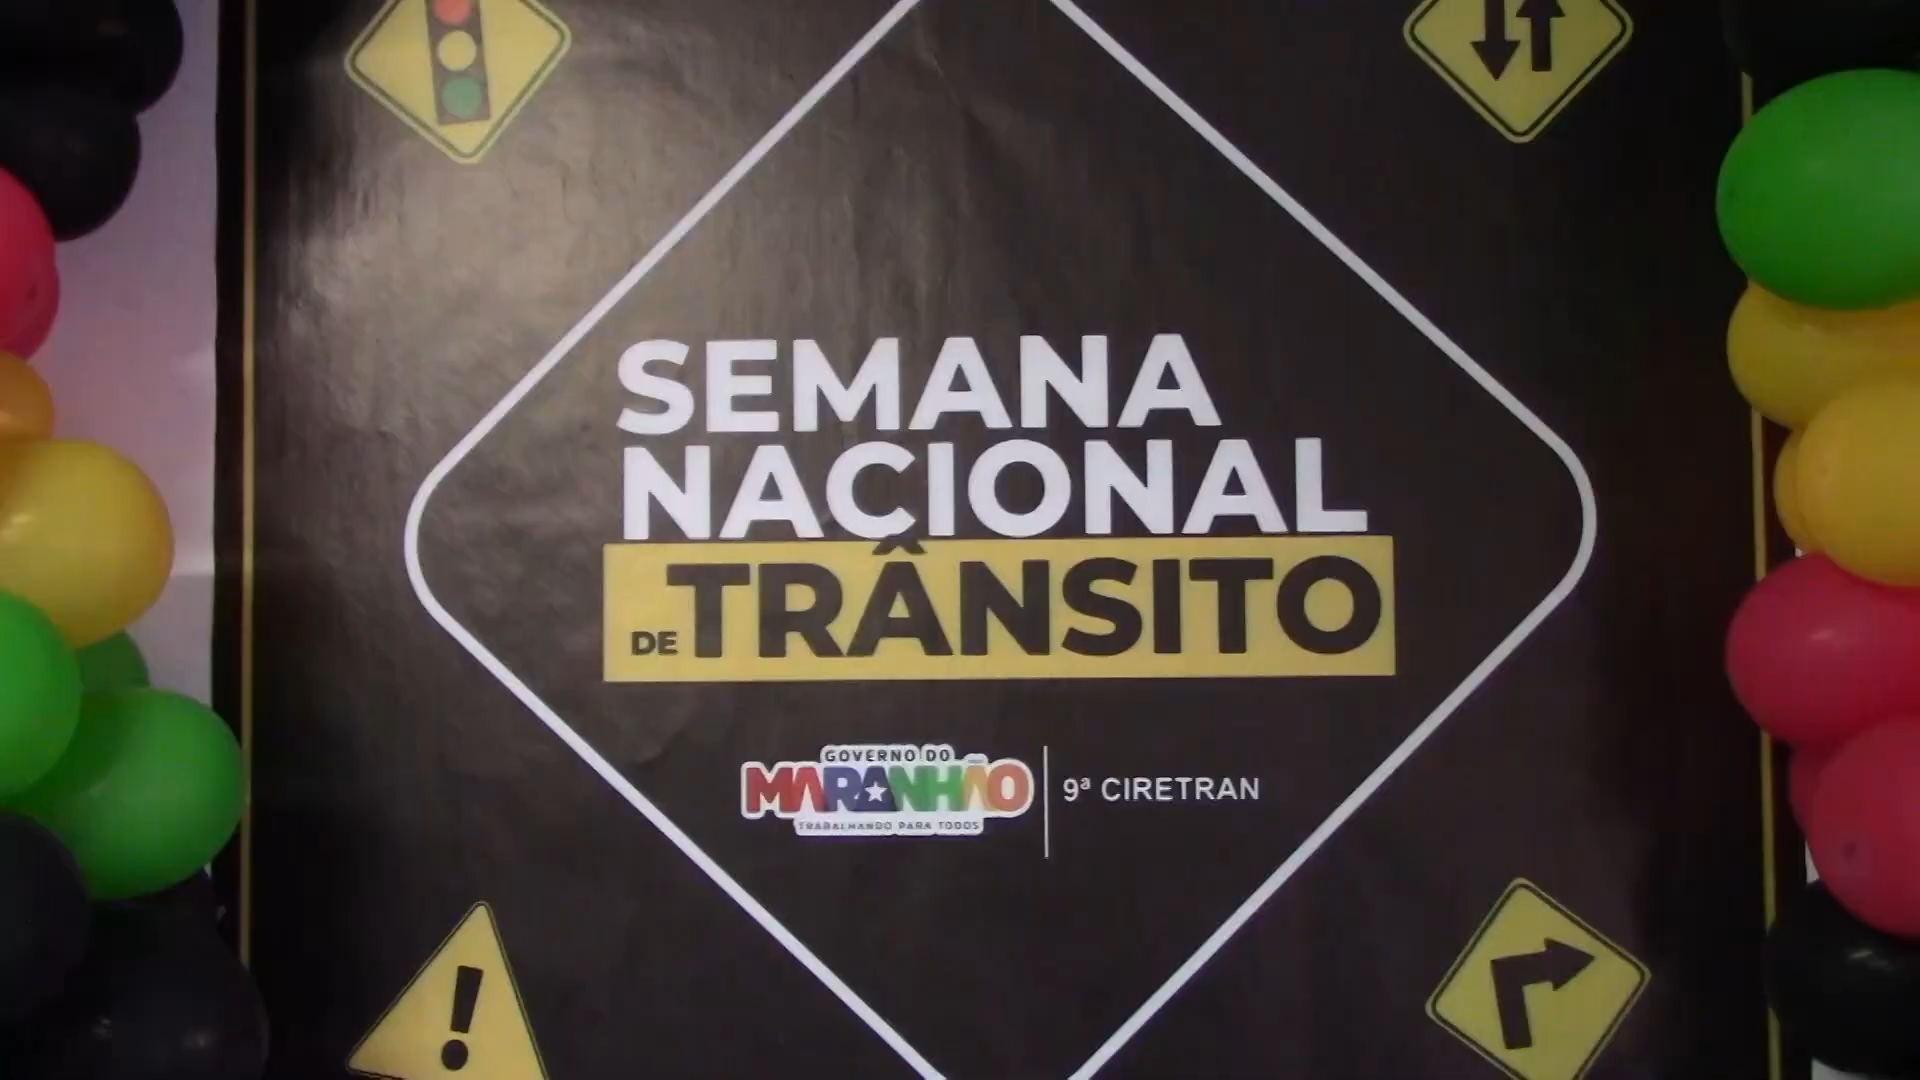 SEMANA
NACIONAL
DE TRÂNSITO
GOVERNO DO
MARANHÃO
TRABALHANDO PARA TODOS
9ª CIRETRAN